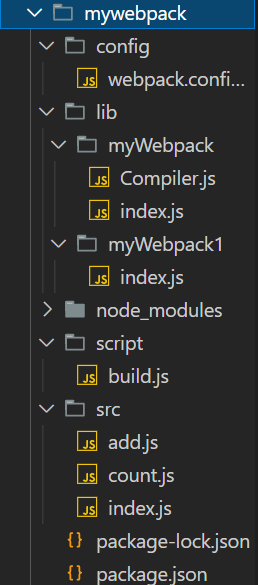 mywebpack
config
JS webpack.confi...
lib
myWebpack
JS Compiler.js
JS index.js
myWebpack1
JS index.js
node_modules
script
JS build.js
src
JS add.js
JS count.js
JS index.js
{} package-lock.json
{} package.json